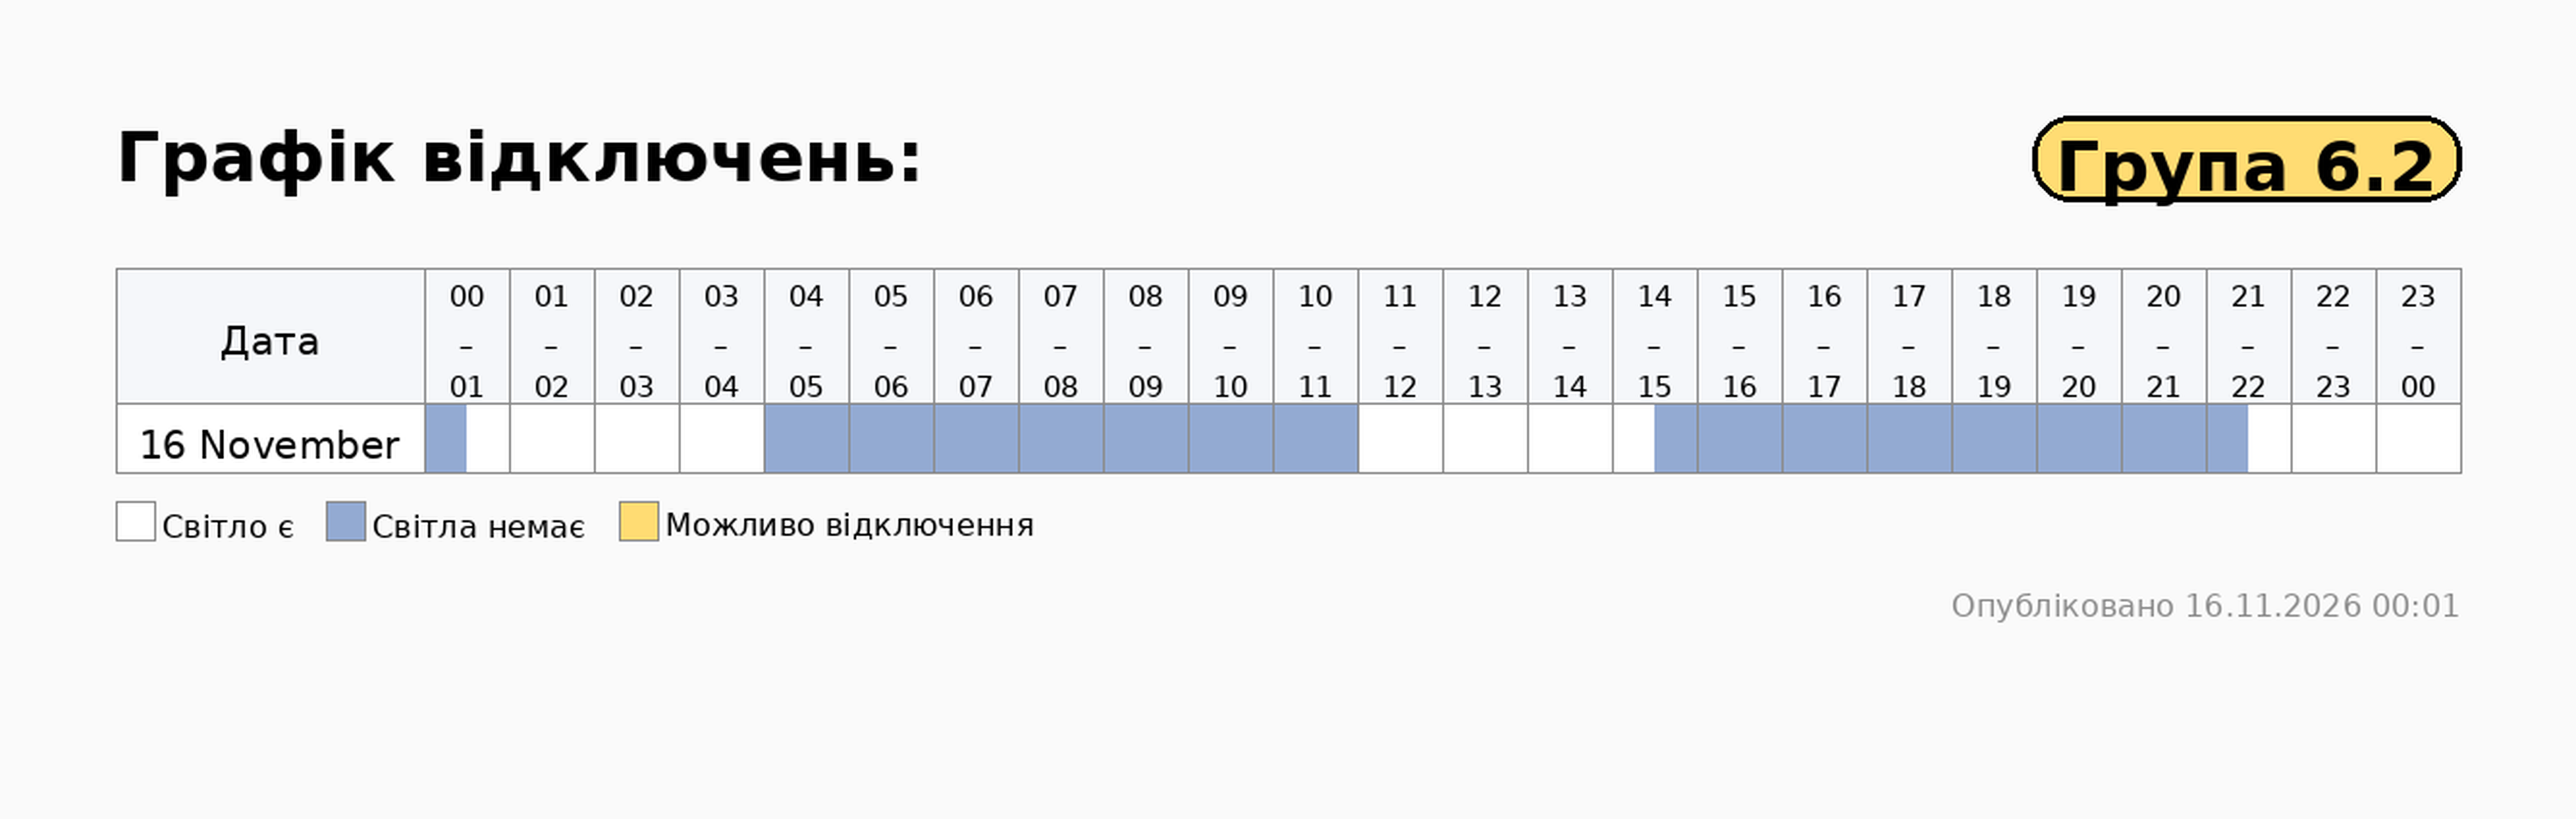 Графік відключень:
Група 6.2
Дата
00 – 01
01 – 02
02 – 03
03 – 04
04 – 05
05 – 06
06 – 07
07 – 08
08 – 09
09 – 10
10 – 11
11 – 12
12 – 13
13 – 14
14 – 15
15 – 16
16 – 17
17 – 18
18 – 19
19 – 20
20 – 21
21 – 22
22 – 23
23 – 00
16 November
Світло є
Світла немає
Можливо відключення
Опубліковано 16.11.2026 00:01